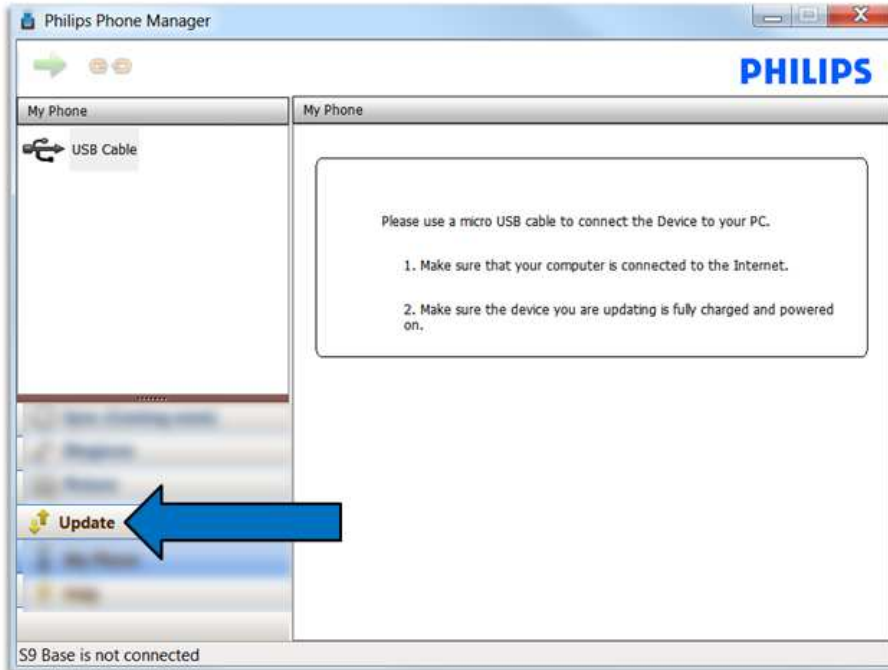 Philips Phone Manager
PHILIPS
My Phone
My Phone
USB Cable
Please use a micro USB cable to connect the Device to your PC.
1. Make sure that your computer is connected to the Internet.
2. Make sure the device you are updating is fully charged and powered
on.
Update
S9 Base is not connected